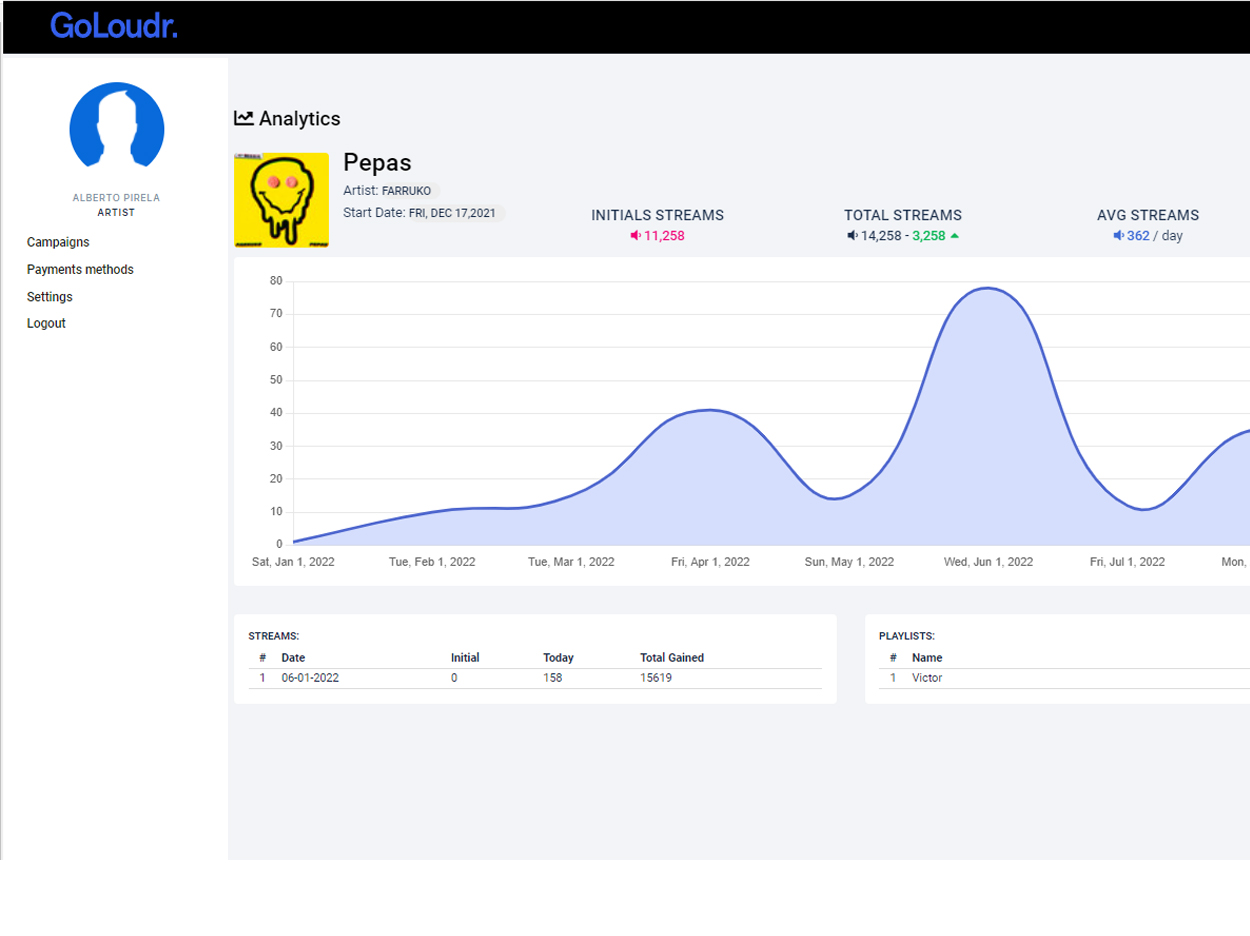 GoLoudr.
ALBERTO PIRELA
ARTIST
Campaigns
Payments methods
Settings
Logout
Analytics
Pepas
Artist: FARRUKO
Start Date: FRI, DEC 17,2021
INITIALS STREAMS
11,258
TOTAL STREAMS
14,258 - 3,258
AVG STREAMS
362 / day
FARRUKO PEPAS
80
70
60
50
40
30
20
10
0
Sat, Jan 1, 2022 Tue, Feb 1, 2022 Tue, Mar 1, 2022 Fri, Apr 1, 2022 Sun, May 1, 2022 Wed, Jun 1, 2022 Fri, Jul 1, 2022 Mon,
STREAMS:
# Date Initial Today Total Gained
1 06-01-2022 0 158 15619
PLAYLISTS:
# Name
1 Victor